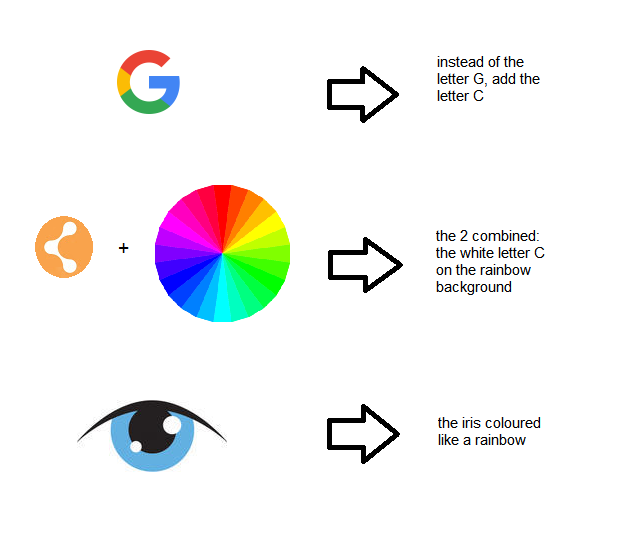 G
instead of the
letter G, add the
letter C
+
the 2 combined:
the white letter C
on the rainbow
background
the iris coloured
like a rainbow